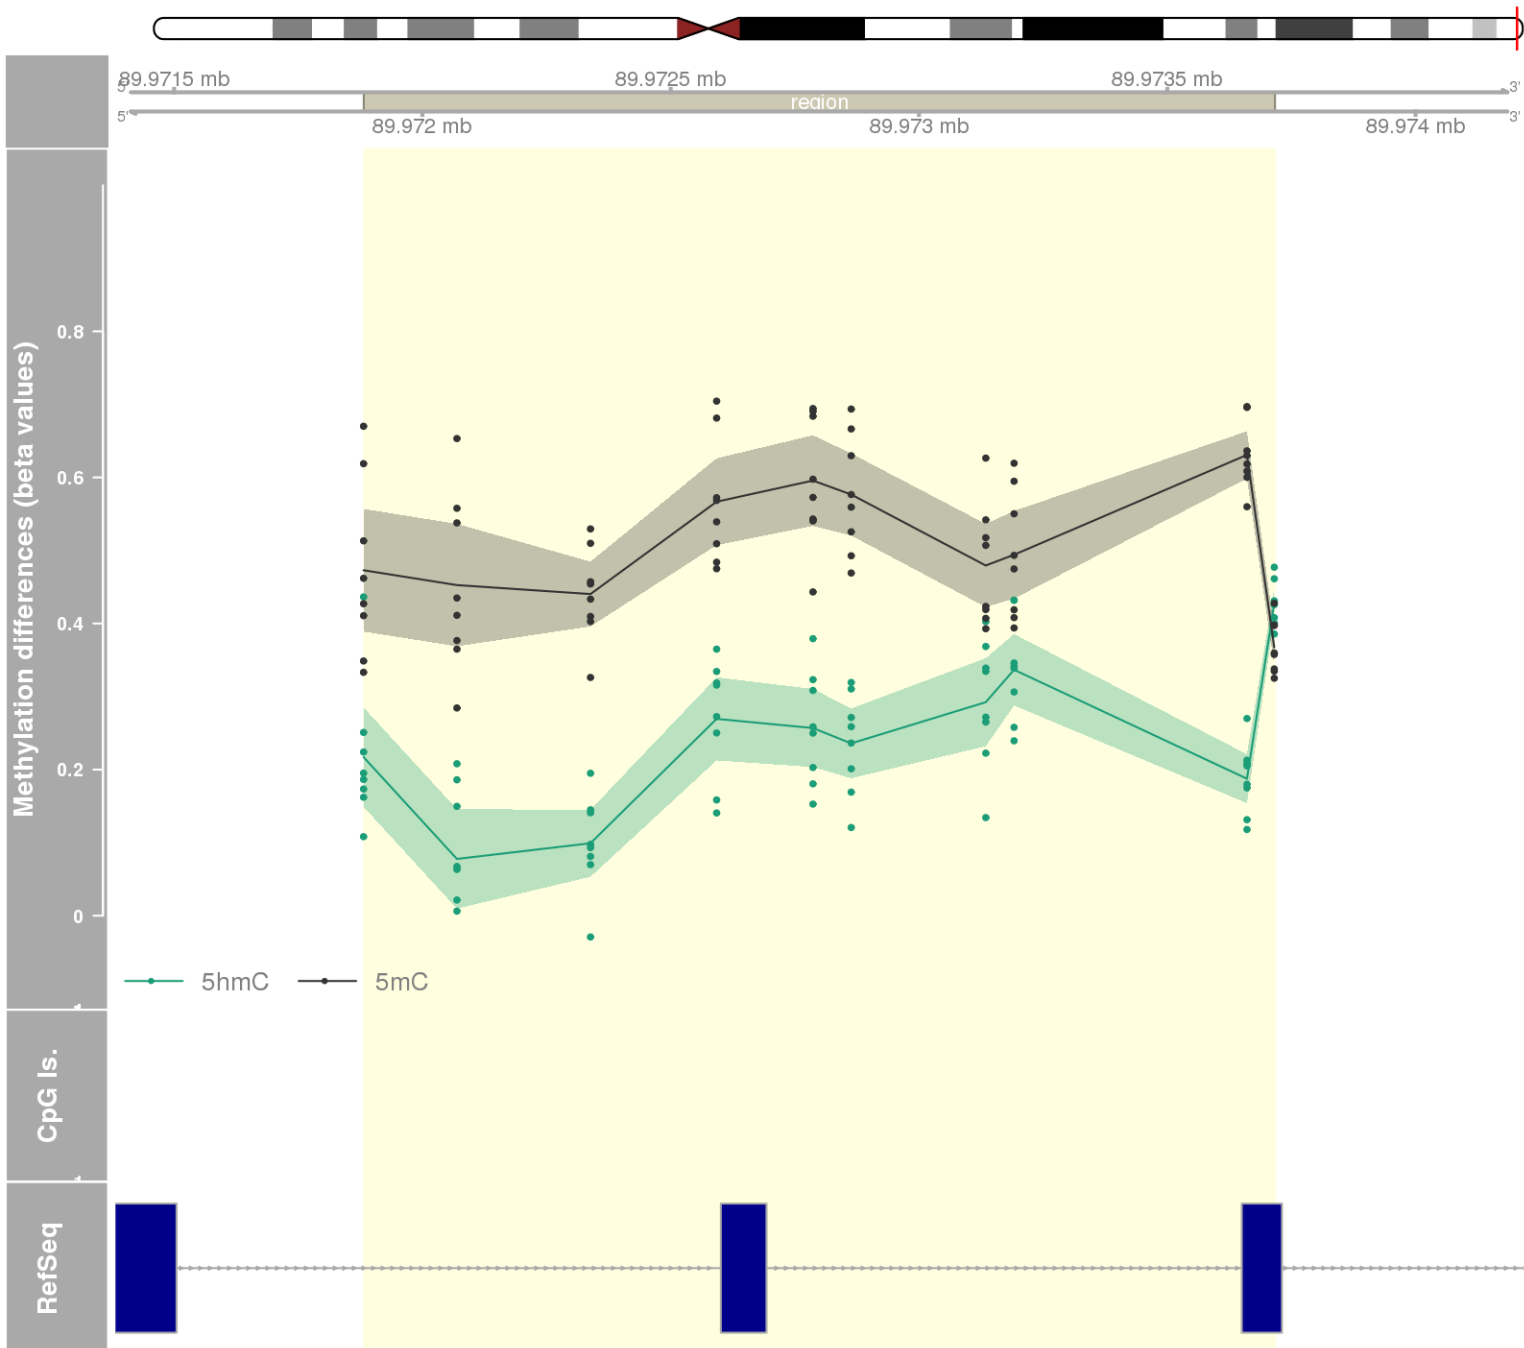 89.9715 mb 89.9725 mb 89.9735 mb
5' 3'
region
5' 3'
89.972 mb 89.973 mb 89.974 mb
Methylation differences (beta values)
0.8
0.6
0.4
0.2
0
5hmC 5mC
CpG Is.
RefSeq